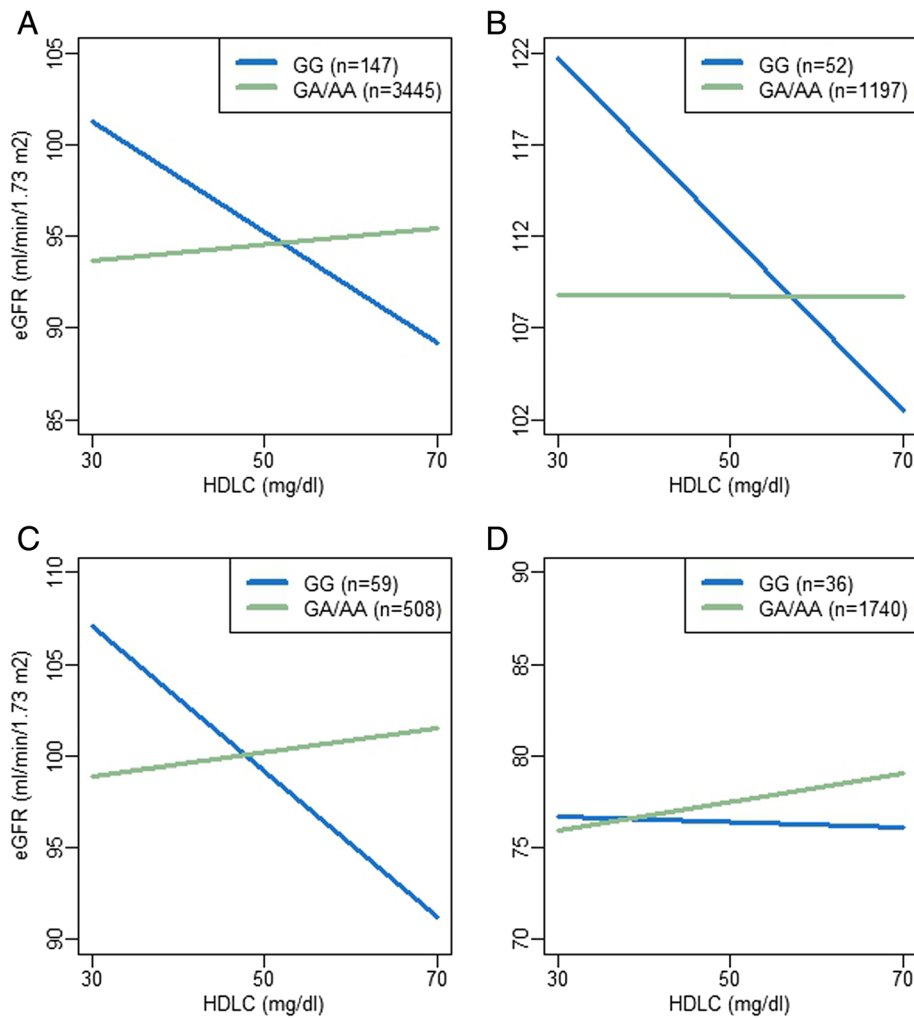 A
105
100
95
90
85
eGFR (ml/min/1.73 m2)
GG (n=147)
GA/AA (n=3445)
30 50 70
HDLC (mg/dl)
B
122
117
112
107
102
GG (n=52)
GA/AA (n=1197)
30 50 70
HDLC (mg/dl)
C
110
105
100
95
90
eGFR (ml/min/1.73 m2)
GG (n=59)
GA/AA (n=508)
30 50 70
HDLC (mg/dl)
D
90
85
80
75
70
GG (n=36)
GA/AA (n=1740)
30 50 70
HDLC (mg/dl)